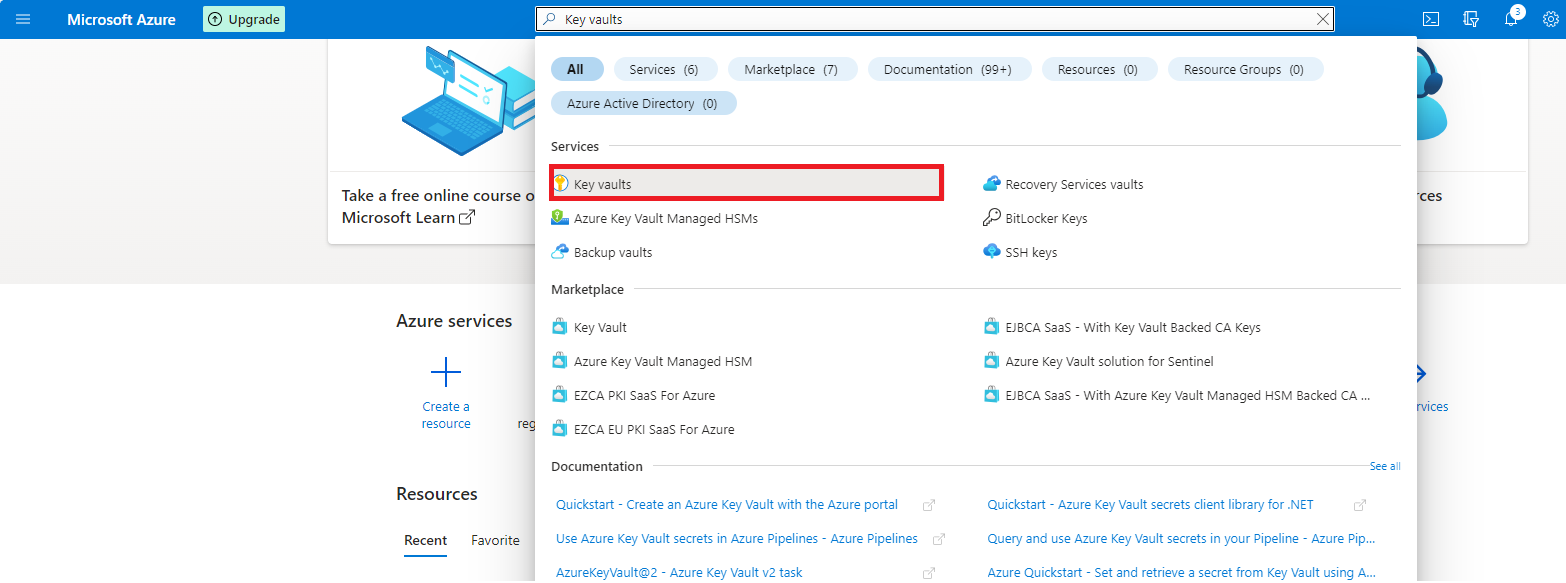 Microsoft Azure
Upgrade
Key vaults
3
All
Services (6)
Marketplace (7)
Documentation (99+)
Resources (0)
Resource Groups (0)
Azure Active Directory (0)
Take a free online course o
Microsoft Learn
rces
Services
Key vaults
Recovery Services vaults
Azure Key Vault Managed HSMs
BitLocker Keys
Backup vaults
SSH keys
Marketplace
Key Vault
EJBCA SaaS - With Key Vault Backed CA Keys
Azure Key Vault Managed HSM
Azure Key Vault solution for Sentinel
EZCA PKI SaaS For Azure
EJBCA SaaS - With Azure Key Vault Managed HSM Backed CA ...
EZCA EU PKI SaaS For Azure
Documentation
See all
Quickstart - Create an Azure Key Vault with the Azure portal
Quickstart - Azure Key Vault secrets client library for .NET
Use Azure Key Vault secrets in Azure Pipelines - Azure Pipelines
Query and use Azure Key Vault secrets in your Pipeline - Azure Pip...
AzureKeyVault@2 - Azure Key Vault v2 task
Azure Quickstart - Set and retrieve a secret from Key Vault using A...
Azure services
Create a
resource
reg
rvices
Resources
Recent
Favorite